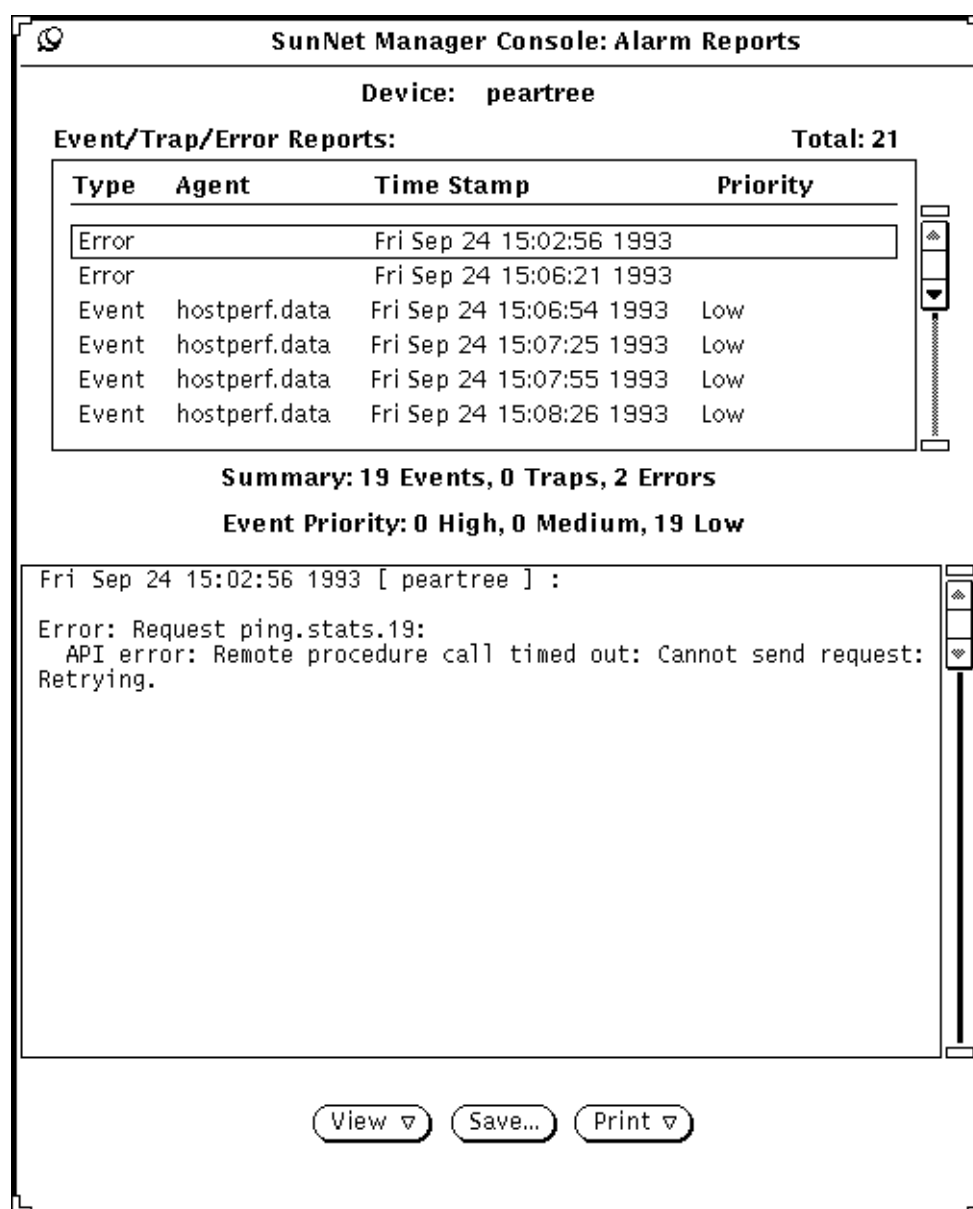 SunNet Manager Console: Alarm Reports
Device: peartree
Event/Trap/Error Reports: Total: 21
Type Agent Time Stamp Priority
Error Fri Sep 24 15:02:56 1993
Error Fri Sep 24 15:06:21 1993
Event hostperf.data Fri Sep 24 15:06:54 1993 Low
Event hostperf.data Fri Sep 24 15:07:25 1993 Low
Event hostperf.data Fri Sep 24 15:07:55 1993 Low
Event hostperf.data Fri Sep 24 15:08:26 1993 Low
Summary: 19 Events, 0 Traps, 2 Errors
Event Priority: 0 High, 0 Medium, 19 Low
Fri Sep 24 15:02:56 1993 [ peartree ] :
Error: Request ping.stats.19:
API error: Remote procedure call timed out: Cannot send request:
Retrying.
View Save... Print